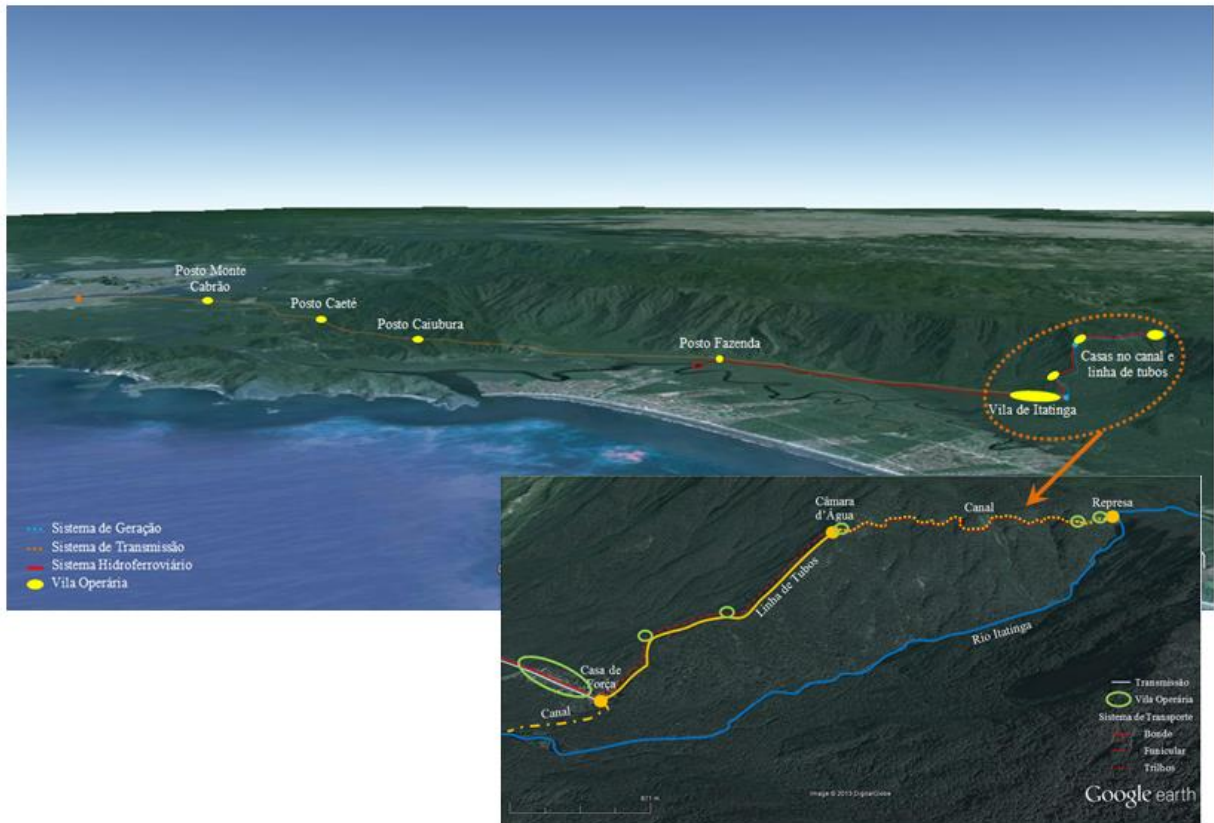 Posto Monte
Cabrão
Posto Caeté
Posto Caiubura
Posto Fazenda
Casas no canal e
linha de tubos
Vila de Itatinga
Sistema de Geração
Sistema de Transmissão
Sistema Hidroferroviário
Vila Operária
Câmara
d'Água
Canal
Represa
Linha de Tubos
Rio Itatinga
Casa de
Força
Canal
Transmissão
Vila Operária
Sistema de Transporte
Bonde
Funicular
Trilhos
Image © 2013 DigitalGlobe
Google earth